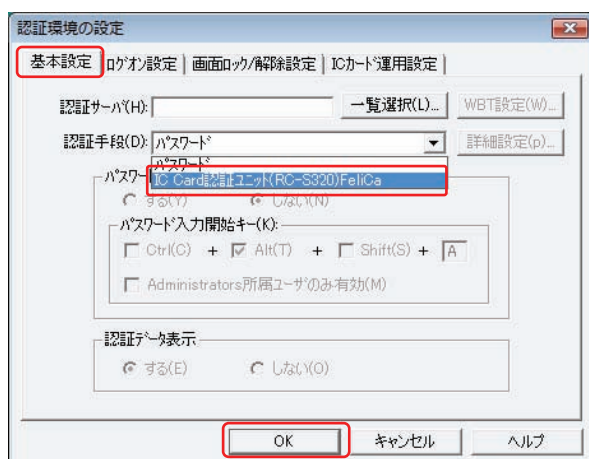 認証環境の設定
基本設定 ログオン設定 画面ロック/解除設定 ICカード運用設定
認証サーバ(H): 一覧選択(L)... WBT設定(W)...
認証手段(D): パスワード 詳細設定(p)...
パスワード
IC Card認証ユニット(RC-S320)FeliCa
パスワー
する(Y) しない(N)
パスワード入力開始キー(K):
Ctrl(C) + Alt(T) + Shift(S) + A
Administrators所属ユーザのみ有効(M)
認証データ表示
する(E) しない(O)
OK キャンセル ヘルプ